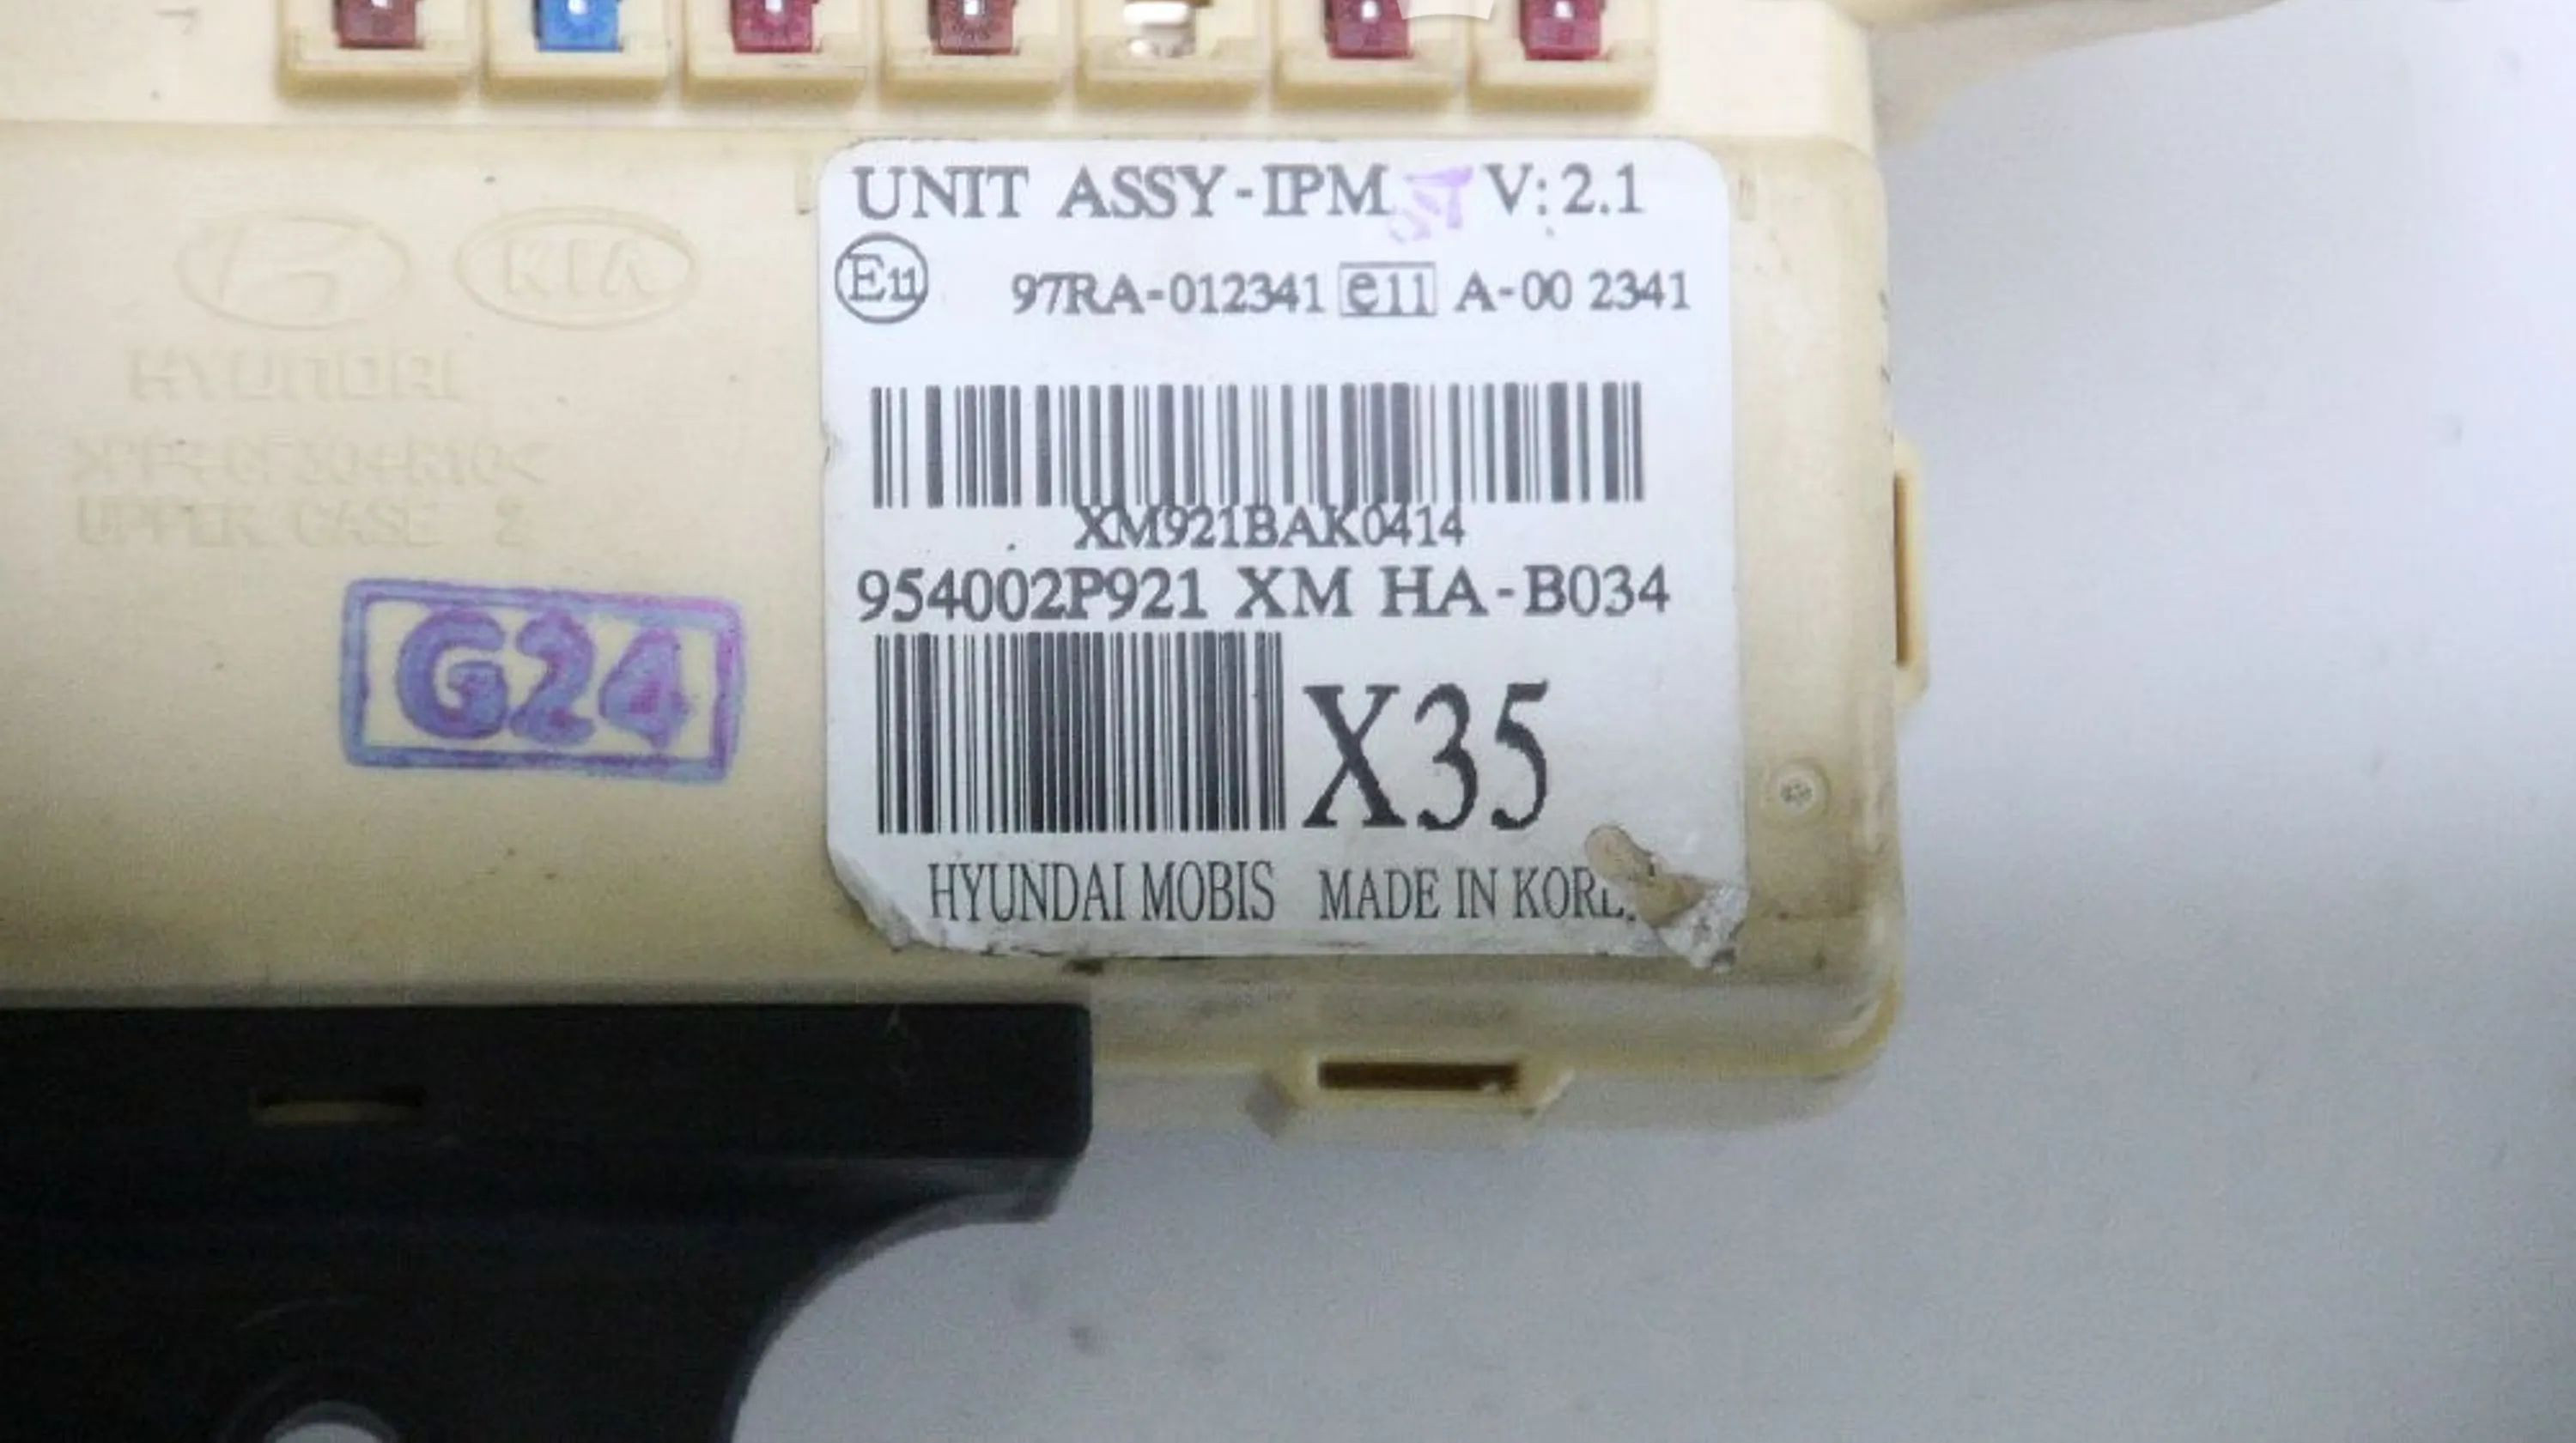 UNIT ASSY-IPM V: 2.1
E11 97RA-012341 e11 A-00 2341
KIA
HYUNDAI
XM921BAK0414
UPPER CASE 2
954002P921 XM HA-B034
G24
X35
HYUNDAI MOBIS MADE IN